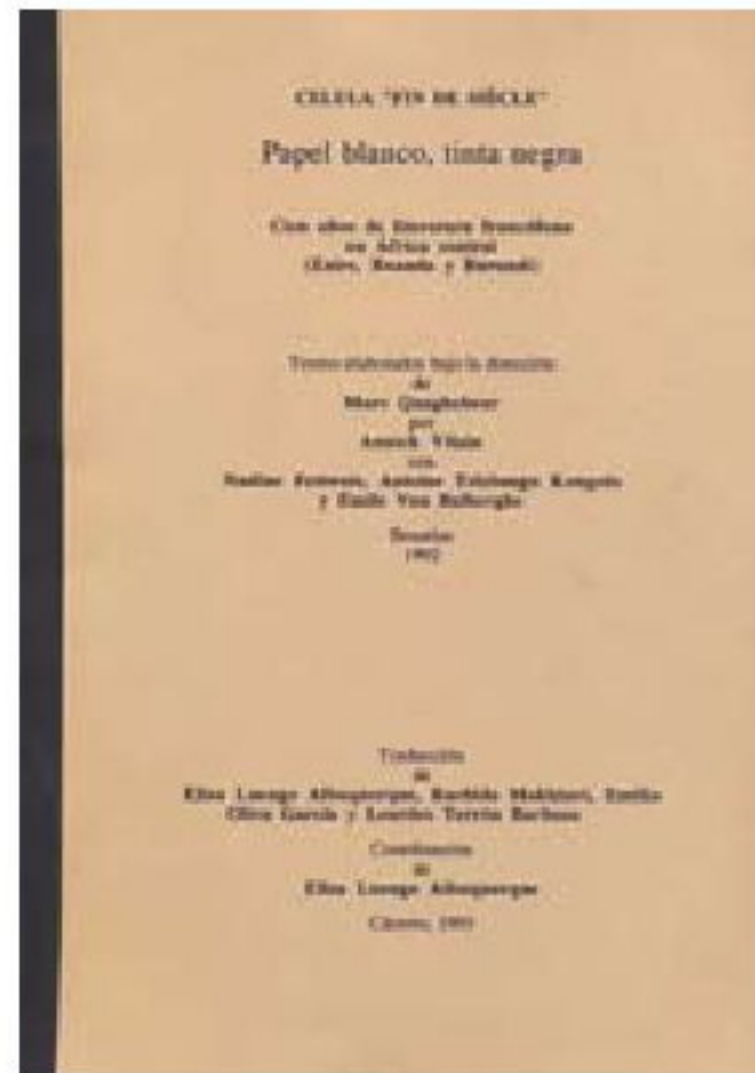 CELULA "FIN DE SIÈCLE"
Papel blanco, tinta negra
Cien años de literatura francófona
en África central
(Zaire, Ruanda y Burundi)
Textos elaborados bajo la dirección
de
Marc Quaghebeur
por
Annick Vilain
con
Nadine Fettweis, Antoine Tshitungu Kongolo
y Emile Van Balberghe
Bruselas
1992
Traducción
de
Elisa Luengo Albuquerque, Rachida Makhlouf, Emilia
Oliva García y Lourdes Terrón Barbosa
Coordinación
de
Elisa Luengo Albuquerque
Cáceres,